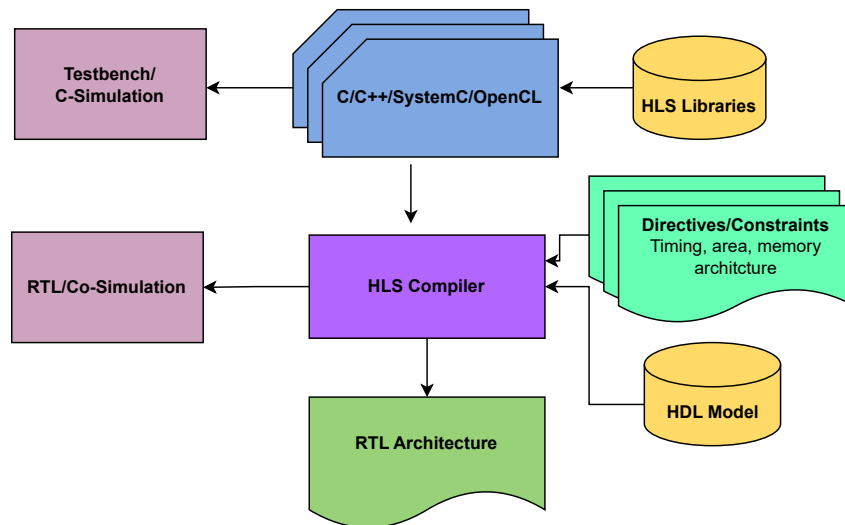 Testbench/
C-Simulation
C/C++/SystemC/OpenCL
HLS Libraries
Directives/Constraints
Timing, area, memory
architcture
RTL/Co-Simulation
HLS Compiler
HDL Model
RTL Architecture